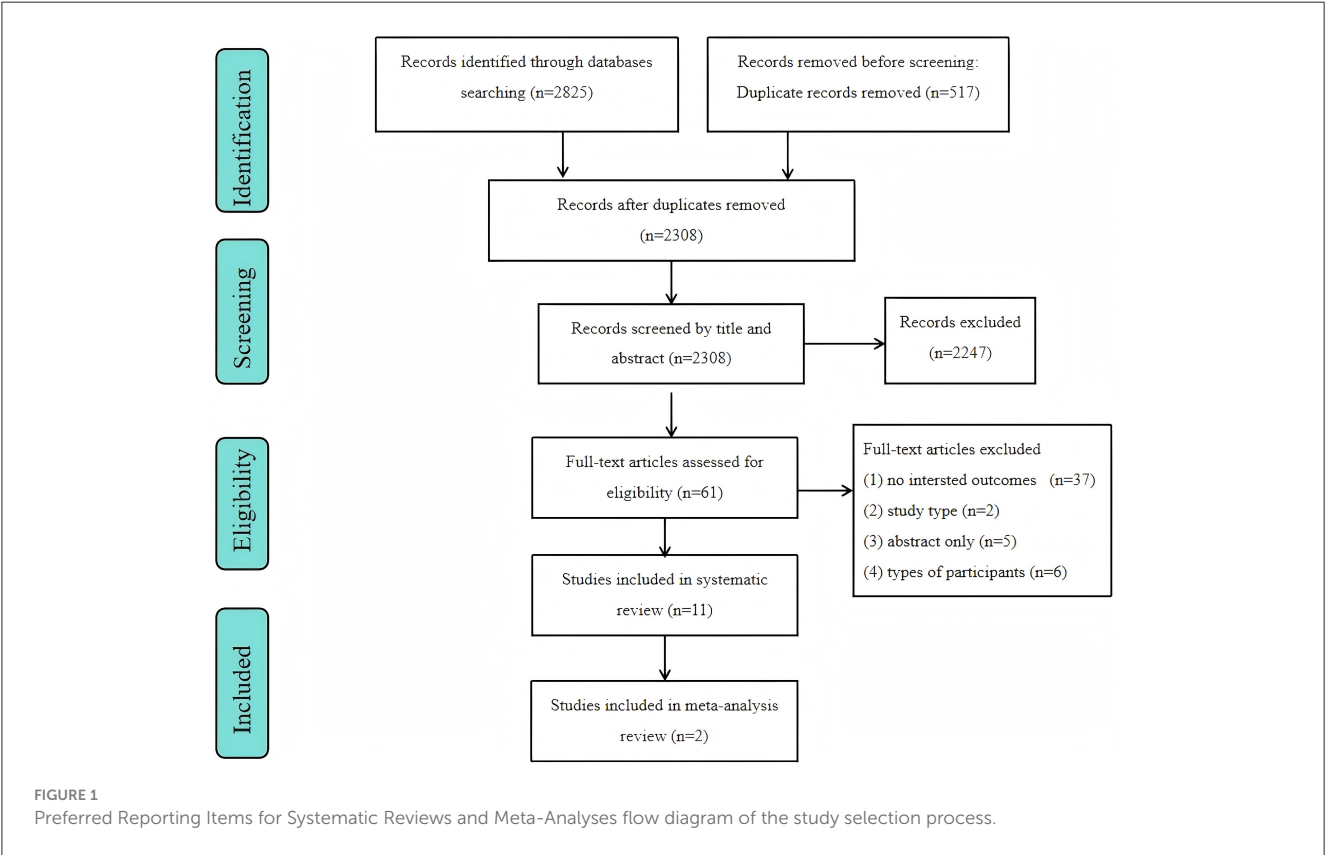 Identification
Records identified through databases
searching (n=2825)
Records removed before screening:
Duplicate records removed (n=517)
Records after duplicates removed
(n=2308)
Screening
Records screened by title and
abstract (n=2308)
Records excluded
(n=2247)
Eligibility
Full-text articles assessed for
eligibility (n=61)
Full-text articles excluded
(1) no intersted outcomes (n=37)
(2) study type (n=2)
(3) abstract only (n=5)
(4) types of participants (n=6)
Studies included in systematic
review (n=11)
Included
Studies included in meta-analysis
review (n=2)
FIGURE 1
Preferred Reporting Items for Systematic Reviews and Meta-Analyses flow diagram of the study selection process.